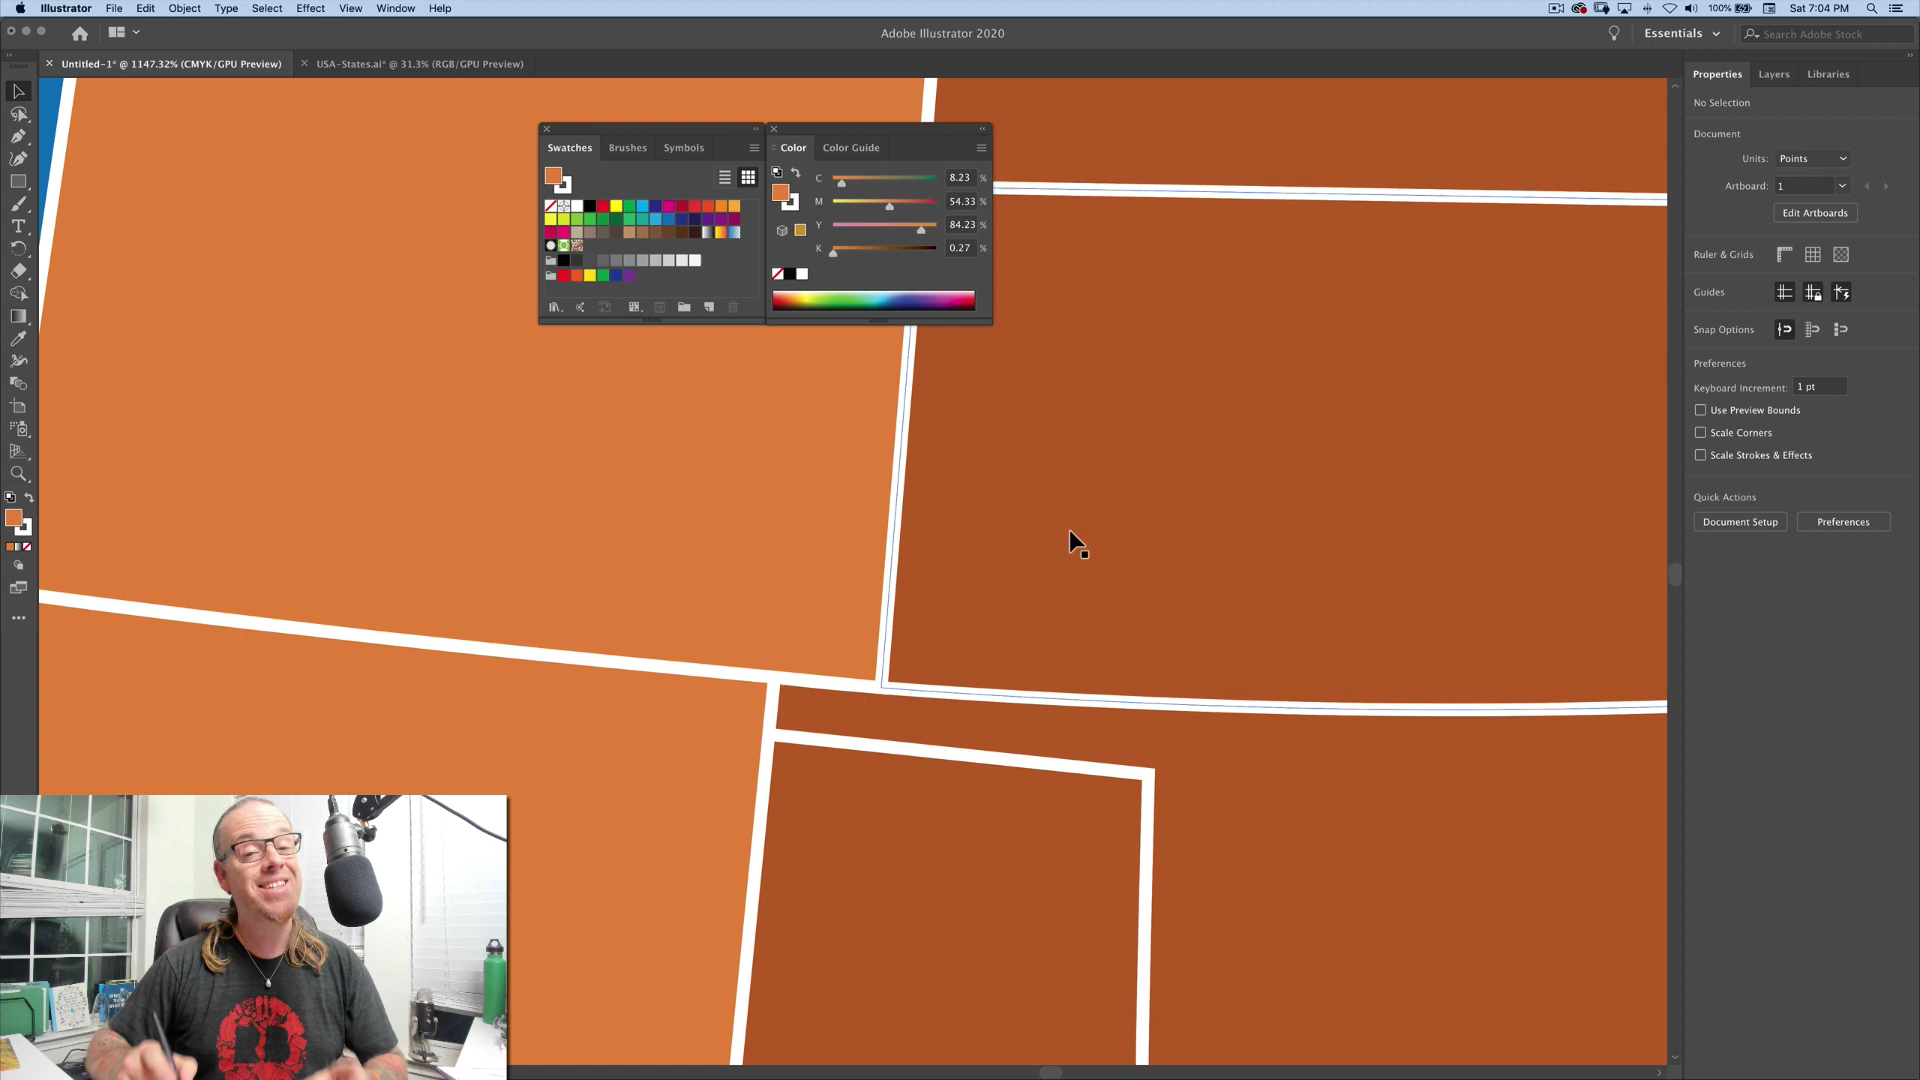 Illustrator File Edit Object Type Select Effect View Window Help
100% Sat 7:04 PM
Adobe Illustrator 2020
Essentials
Search Adobe Stock
Untitled-1* @ 1147.32% (CMYK/GPU Preview)
USA-States.ai* @ 31.3% (RGB/GPU Preview)
Properties Layers Libraries
No Selection
Document
Units: Points
Artboard: 1
Edit Artboards
Ruler & Grids
Guides
Snap Options
Preferences
Keyboard Increment: 1 pt
Use Preview Bounds
Scale Corners
Scale Strokes & Effects
Quick Actions
Document Setup Preferences
Swatches Brushes Symbols
Color Color Guide
C 8.23 %
M 54.33 %
Y 84.23 %
K 0.27 %